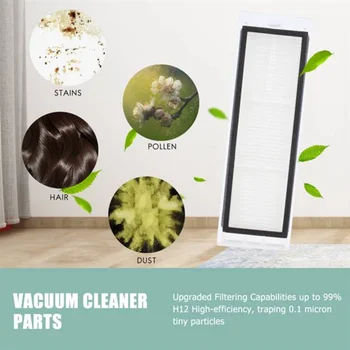 STAINS
POLLEN
HAIR
DUST
VACUUM CLEANER
PARTS
Upgraded Filtering Capabilities up to 99%
H12 High-efficiency, traping 0.1 micron
tiny particles